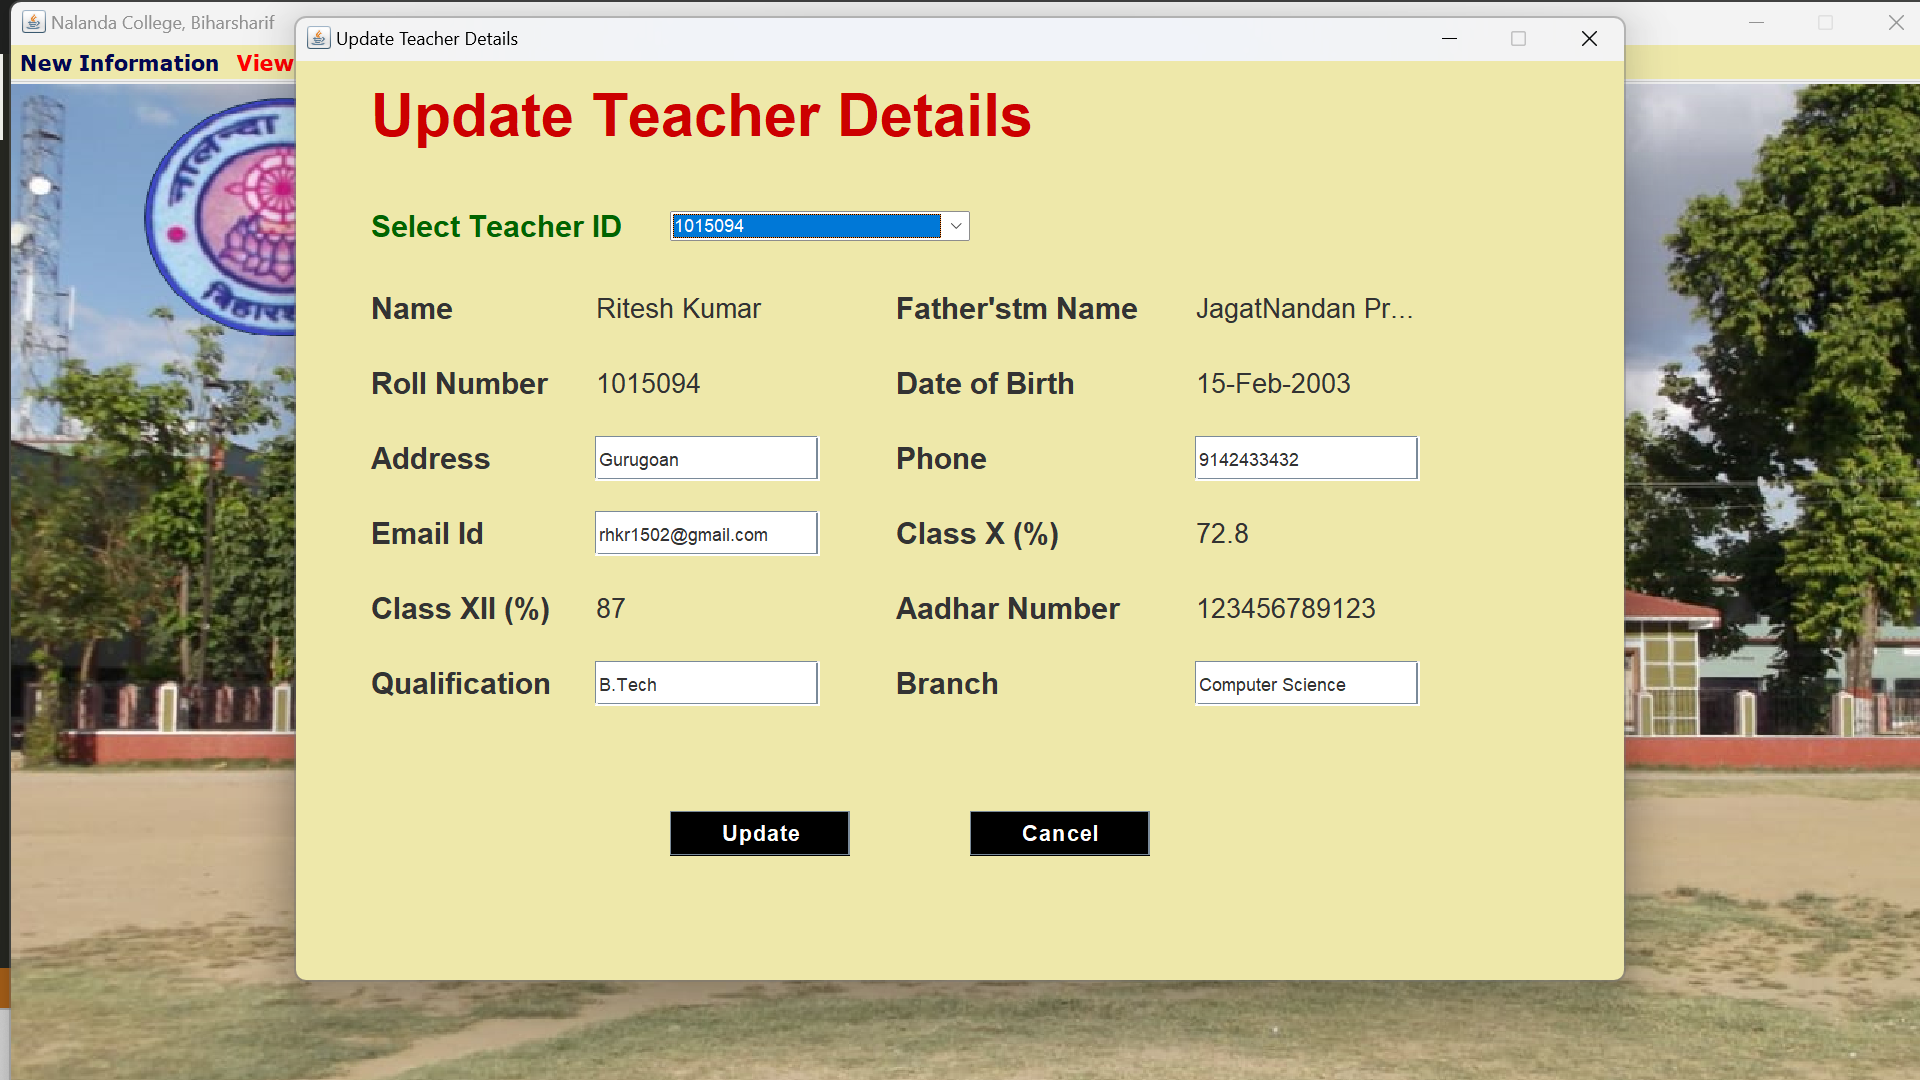 Nalanda College, Biharsharif
New Information View
Update Teacher Details
Update Teacher Details
Select Teacher ID 1015094
Name Ritesh Kumar Father'stm Name JagatNandan Pr...
Roll Number 1015094 Date of Birth 15-Feb-2003
Address Gurugoan Phone 9142433432
Email Id rhkr1502@gmail.com Class X (%) 72.8
Class XII (%) 87 Aadhar Number 123456789123
Qualification B.Tech Branch Computer Science
Update Cancel
नालन्दा